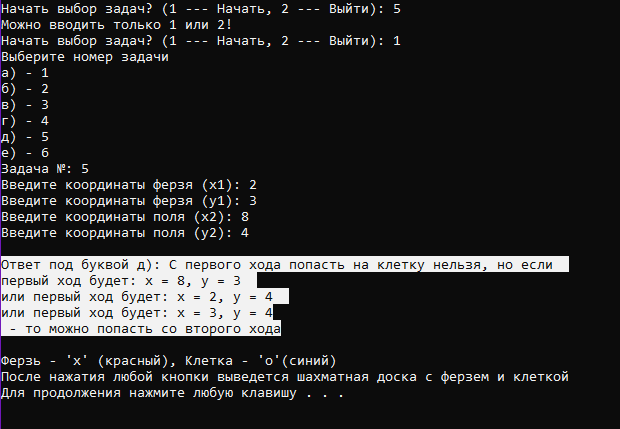 Начать выбор задач? (1 --- Начать, 2 --- Выйти): 5
Можно вводить только 1 или 2!
Начать выбор задач? (1 --- Начать, 2 --- Выйти): 1
Выберите номер задачи
а) - 1
б) - 2
в) - 3
г) - 4
д) - 5
е) - 6
Задача №: 5
Введите координаты ферзя (x1): 2
Введите координаты ферзя (y1): 3
Введите координаты поля (x2): 8
Введите координаты поля (y2): 4
Ответ под буквой д): С первого хода попасть на клетку нельзя, но если
первый ход будет: x = 8, y = 3
или первый ход будет: x = 2, y = 4
или первый ход будет: x = 3, y = 4
- то можно попасть со второго хода
Ферзь - 'x' (красный), Клетка - 'o'(синий)
После нажатия любой кнопки выведется шахматная доска с ферзем и клеткой
Для продолжения нажмите любую клавишу . . .